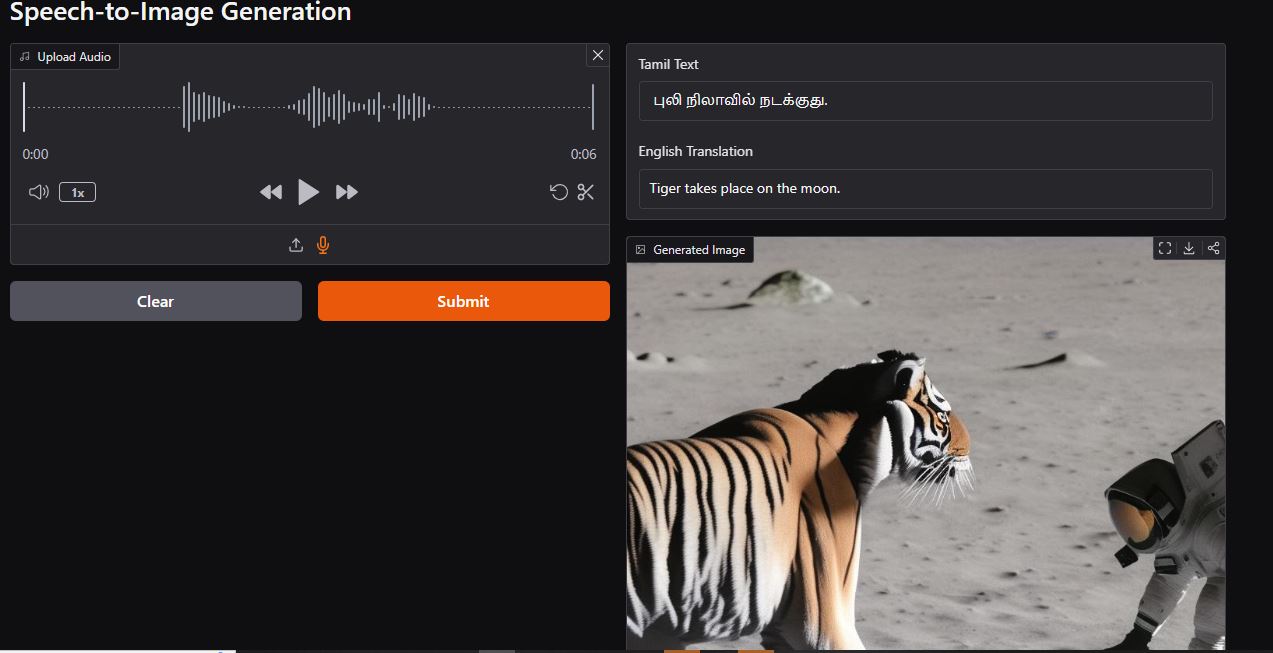 Speech-to-Image Generation
Upload Audio
0:00
0:06
1x
Clear
Submit
Tamil Text
புலி நிலாவில் நடக்குது.
English Translation
Tiger takes place on the moon.
Generated Image